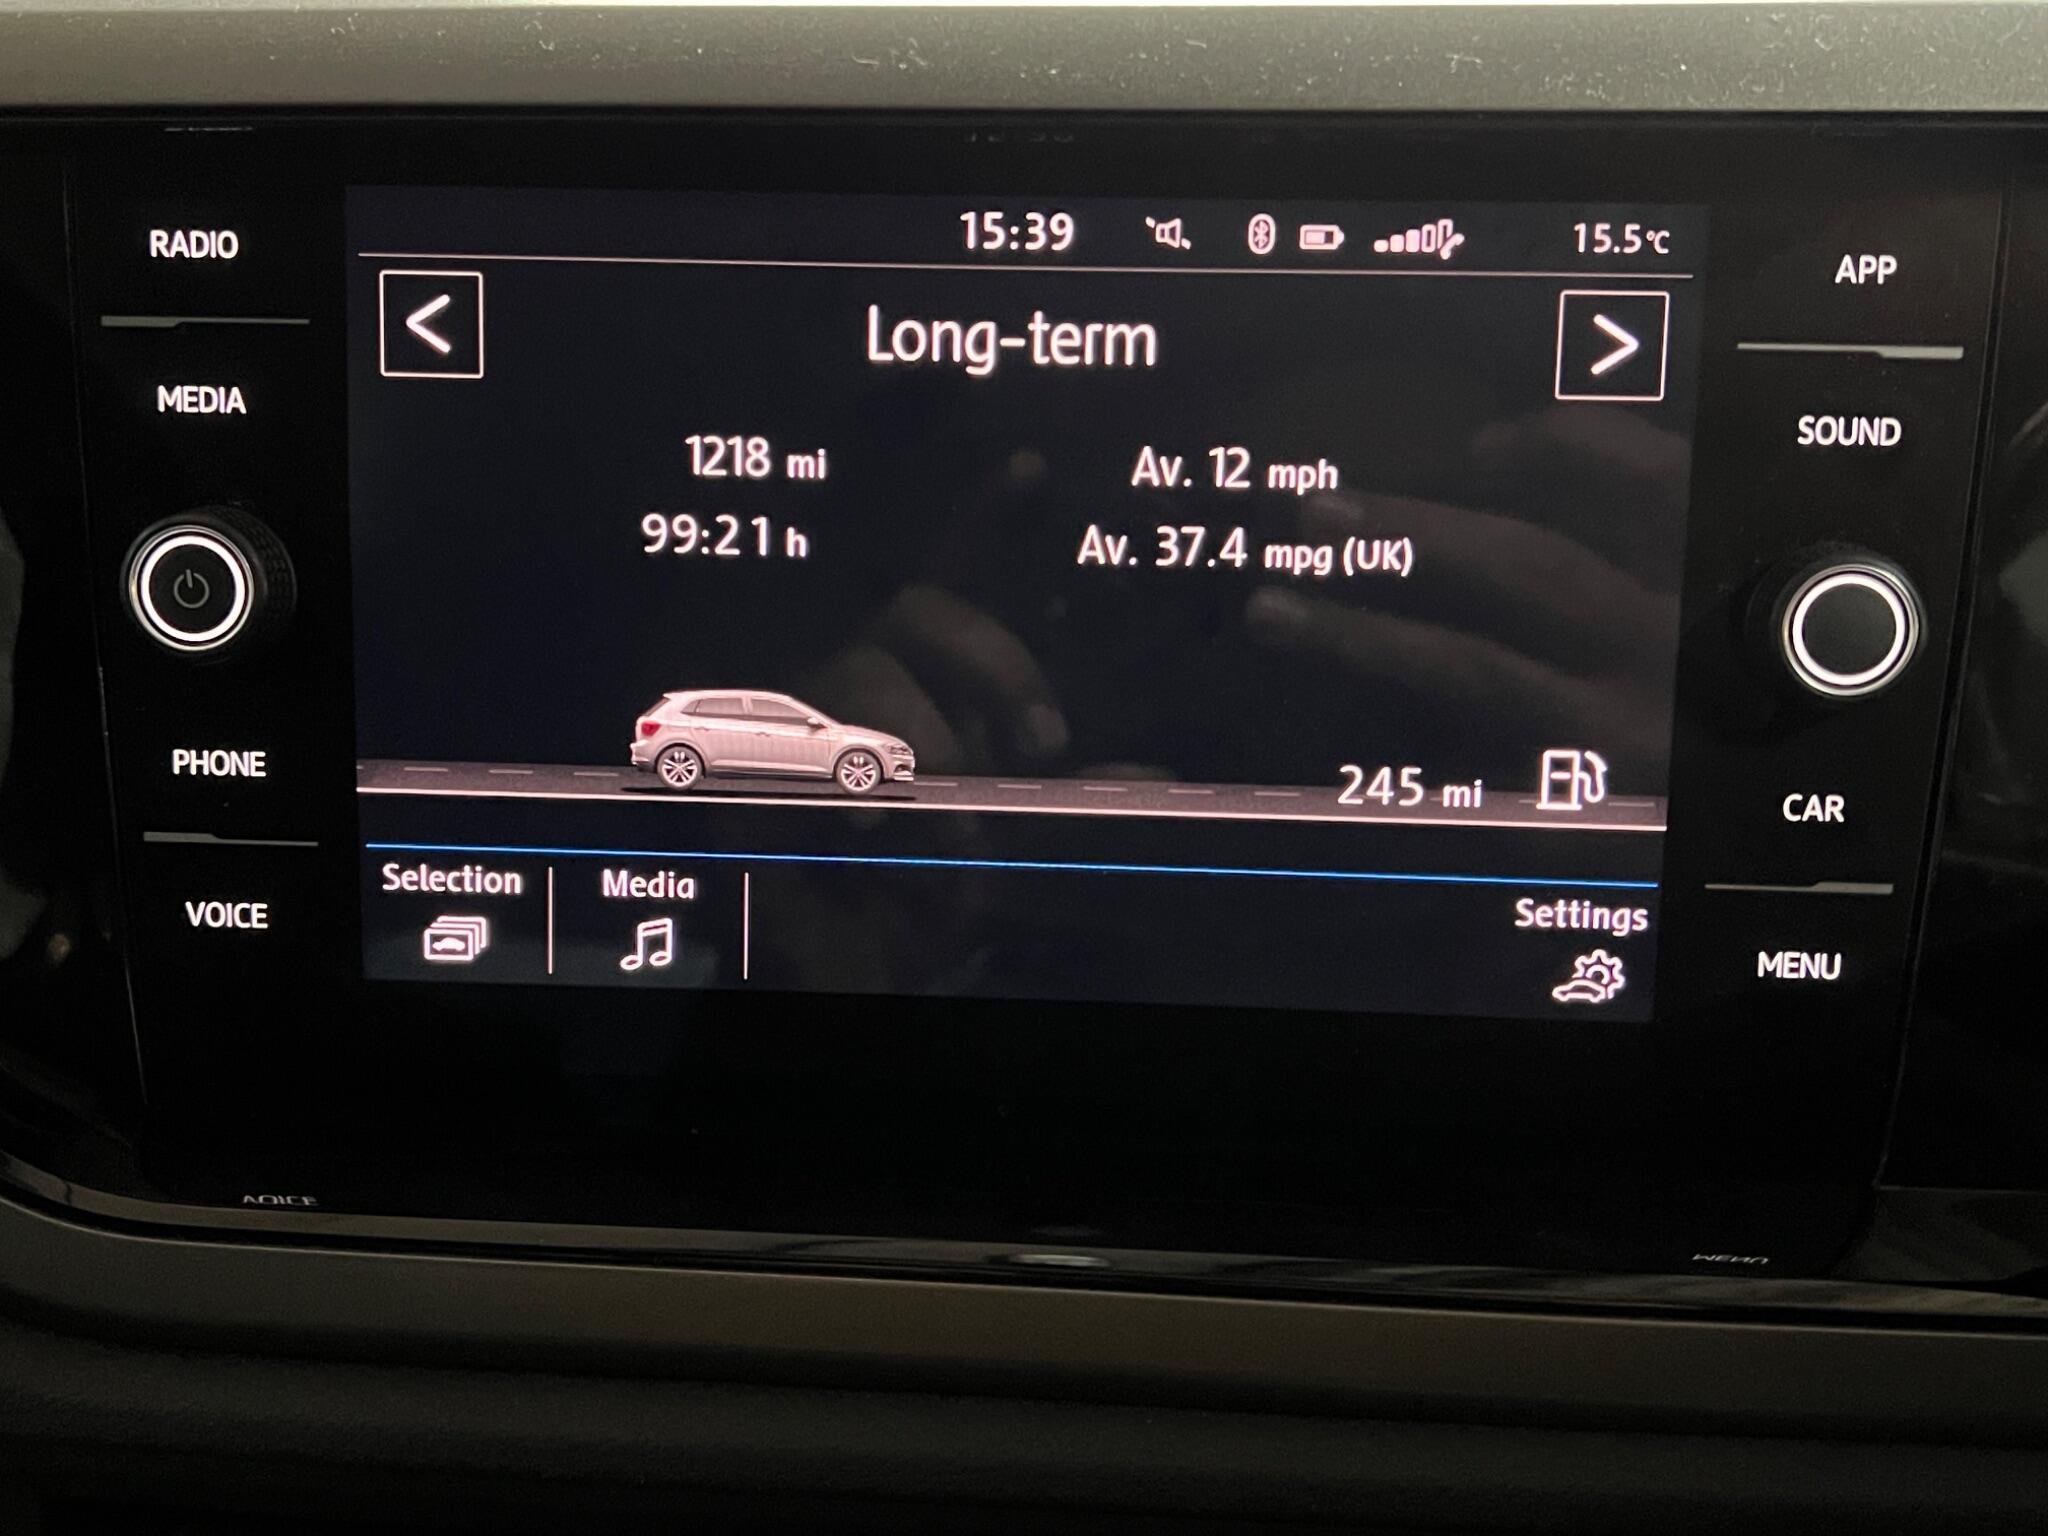 RADIO
MEDIA
PHONE
VOICE
15:39
15.5°C
<
Long-term
>
1218 mi
Av. 12 mph
99:21 h
Av. 37.4 mpg (UK)
245 mi
Selection
Media
Settings
APP
SOUND
CAR
MENU